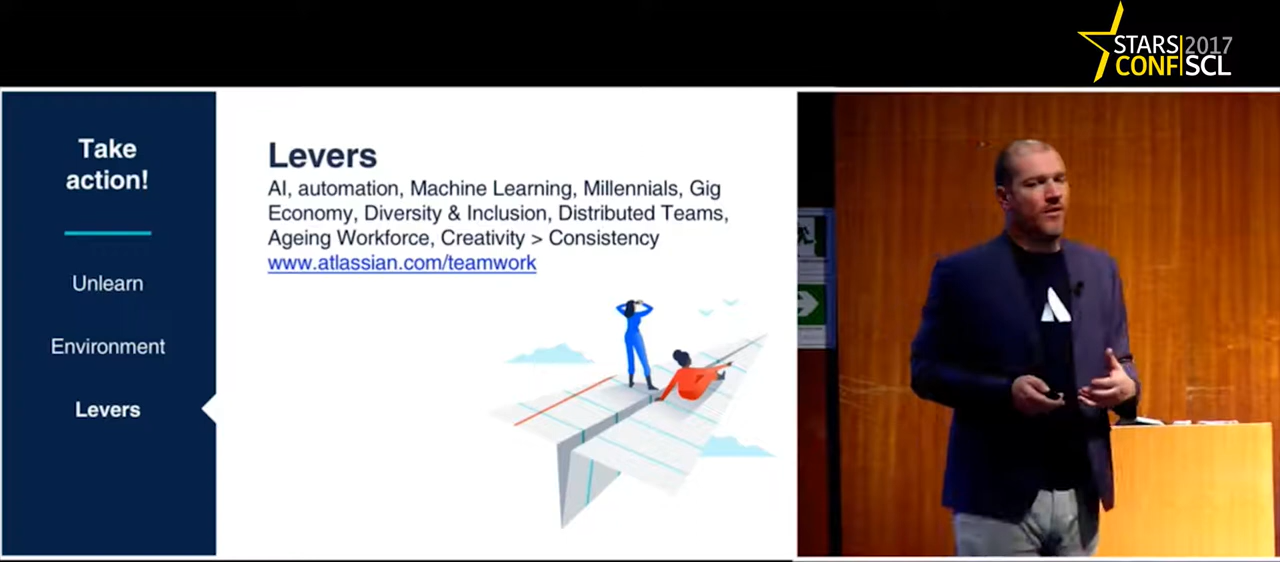 STARS 2017
CONF SCL
Take
action!
Unlearn
Environment
Levers
Levers
AI, automation, Machine Learning, Millennials, Gig
Economy, Diversity & Inclusion, Distributed Teams,
Ageing Workforce, Creativity > Consistency
www.atlassian.com/teamwork